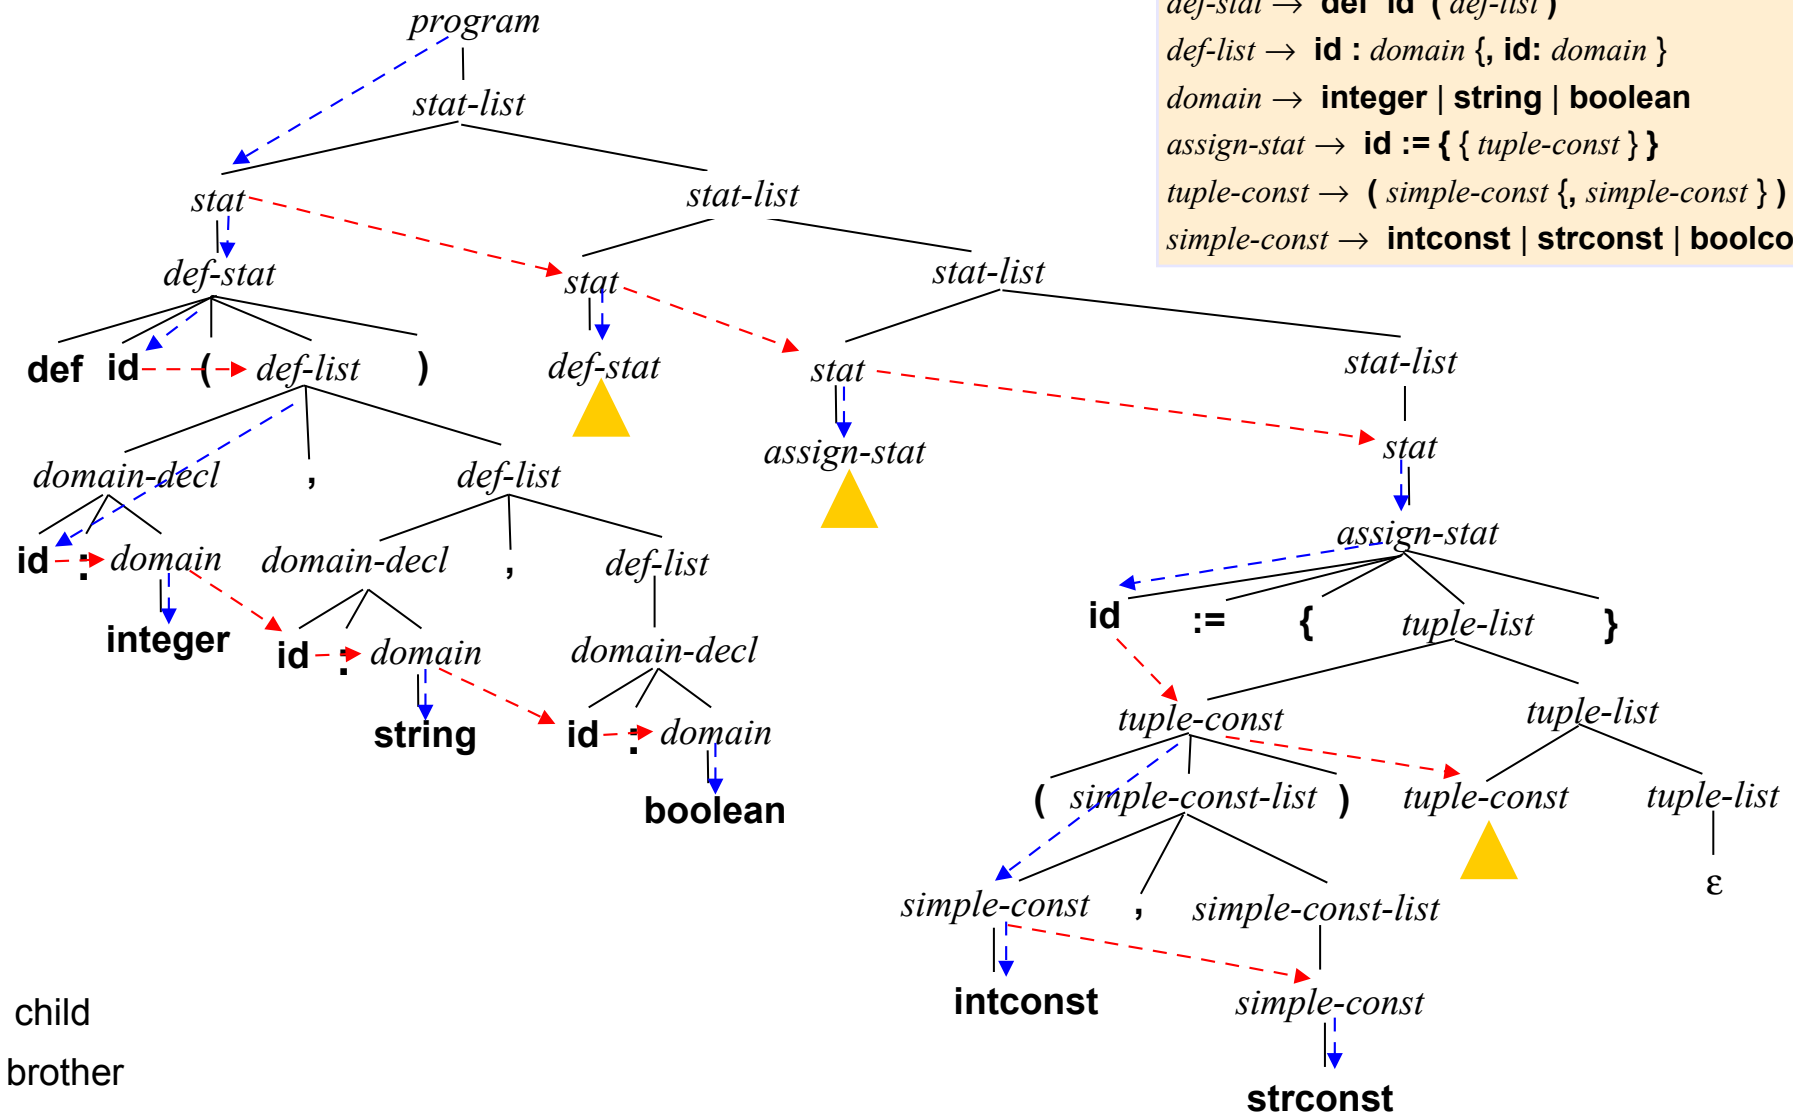 program
def-stat → def id ( def-list )
def-list → id : domain {, id: domain }
stat-list
domain → integer | string | boolean
assign-stat → id := { { tuple-const } }
stat stat-list
tuple-const → ( simple-const {, simple-const } )
simple-const → intconst | strconst | boolco
def-stat stat stat-list
def id ( def-list ) def-stat stat stat-list
domain-decl , def-list assign-stat stat
id : domain domain-decl , def-list assign-stat
integer id : domain domain-decl id := { tuple-list }
string id : domain tuple-const tuple-list
boolean ( simple-const-list ) tuple-const tuple-list
simple-const , simple-const-list ε
child intconst simple-const
brother
strconst